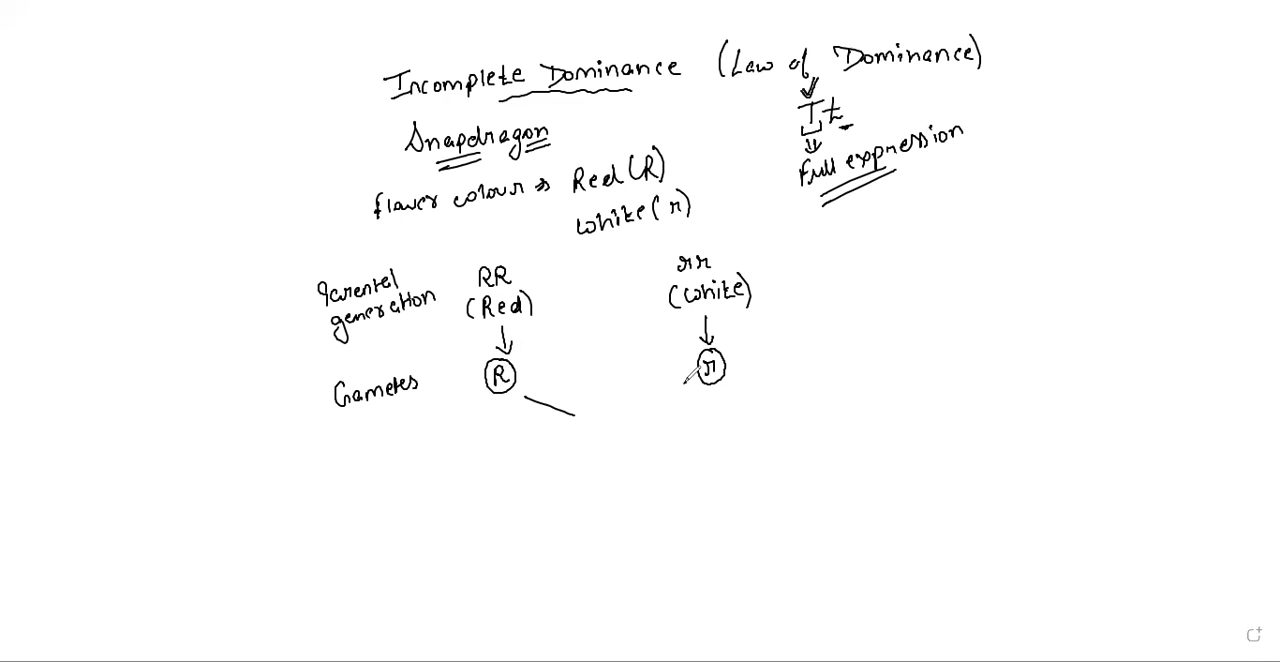 Incomplete Dominance (Law of Dominance)
Tt
Snapdragon
Full expression
flower colour → Red (R)
white (r)
Parental generation
RR
rr
(Red)
(white)
Gametes
R
r